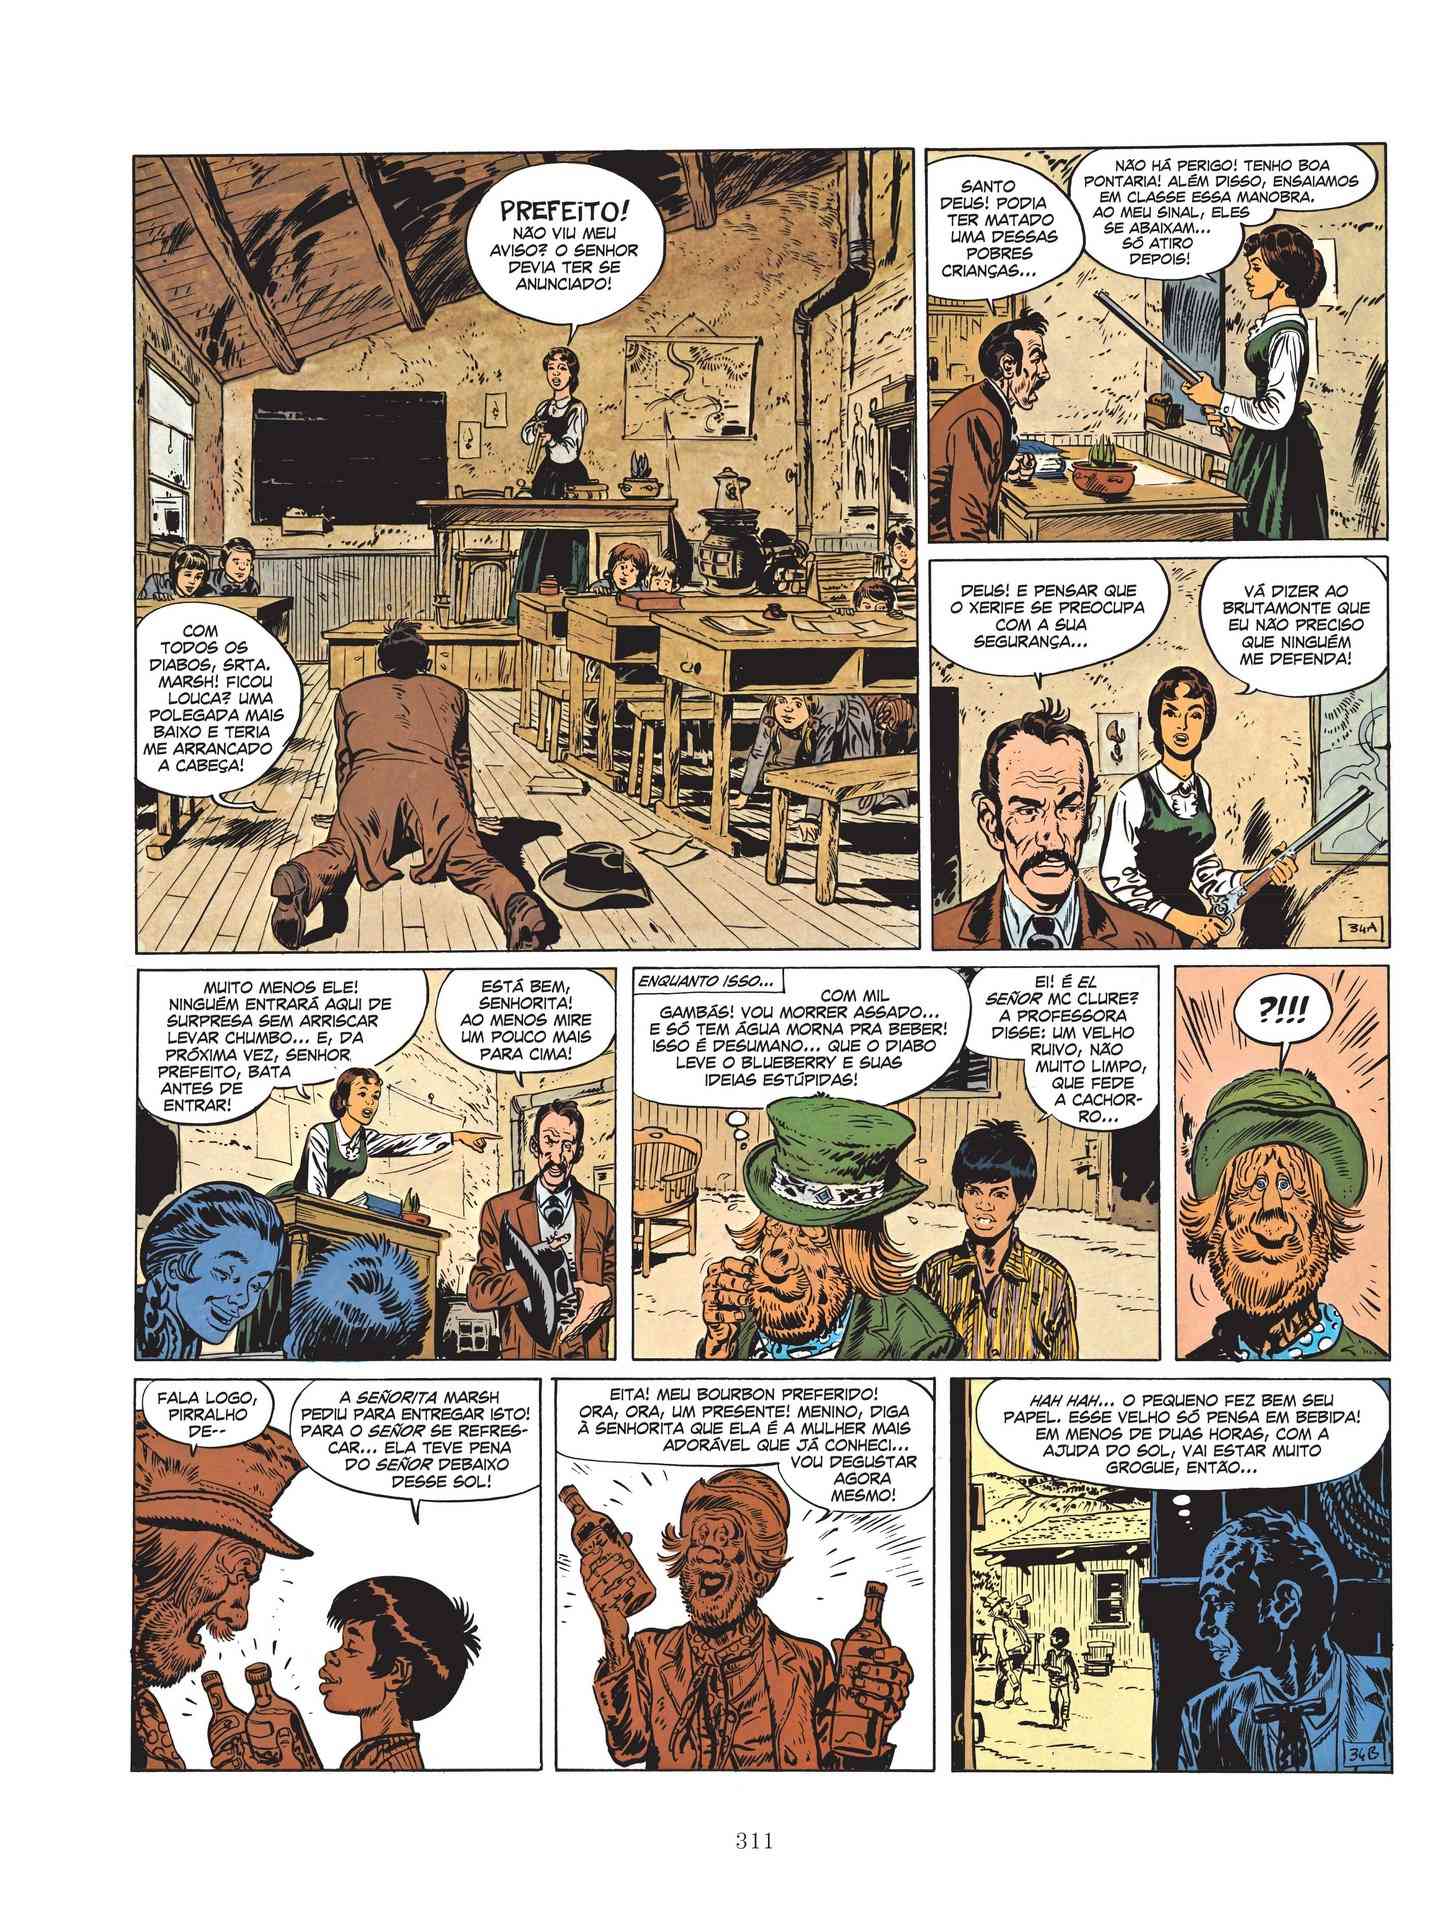 PREFEITO!
NÃO VIU MEU
AVISO? O SENHOR
DEVIA TER SE
ANUNCIADO!
COM
TODOS OS
DIABOS, SRTA.
MARSH! FICOU
LOUCA? UMA
POLEGADA MAIS
BAIXO E TERIA
ME ARRANCADO
A CABEÇA!
SANTO
DEUS! PODIA
TER MATADO
UMA DESSAS
POBRES
CRIANÇAS...
NÃO HÁ PERIGO! TENHO BOA
PONTARIA! ALÉM DISSO, ENSAIAMOS
EM CLASSE ESSA MANOBRA.
AO MEU SINAL, ELES
SE ABAIXAM...
SÓ ATIRO
DEPOIS!
DEUS! E PENSAR QUE
O XERIFE SE PREOCUPA
COM A SUA
SEGURANÇA...
VÁ DIZER AO
BRUTAMONTE QUE
EU NÃO PRECISO
QUE NINGUÉM
ME DEFENDA!
34A
MUITO MENOS ELE!
NINGUÉM ENTRARÁ AQUI DE
SURPRESA SEM ARRISCAR
LEVAR CHUMBO... E, DA
PRÓXIMA VEZ, SENHOR
PREFEITO, BATA
ANTES DE
ENTRAR!
ESTÁ BEM,
SENHORITA!
AO MENOS MIRE
UM POUCO MAIS
PARA CIMA!
ENQUANTO ISSO...
COM MIL
GAMBÁS! VOU MORRER ASSADO...
E SÓ TEM ÁGUA MORNA PRA BEBER!
ISSO É DESUMANO... QUE O DIABO
LEVE O BLUEBERRY E SUAS
IDEIAS ESTÚPIDAS!
EI! É EL
SEÑOR MC CLURE?
A PROFESSORA
DISSE: UM VELHO
RUIVO, NÃO
MUITO LIMPO,
QUE FEDE
A CACHOR-
RO...
?!!!
FALA LOGO,
PIRRALHO
DE--
A SEÑORITA MARSH
PEDIU PARA ENTREGAR ISTO!
PARA O SEÑOR SE REFRES-
CAR... ELA TEVE PENA
DO SEÑOR DEBAIXO
DESSE SOL!
EITA! MEU BOURBON PREFERIDO!
ORA, ORA, UM PRESENTE! MENINO, DIGA
À SENHORITA QUE ELA É A MULHER MAIS
ADORÁVEL QUE JÁ CONHECI...
VOU DEGUSTAR
AGORA
MESMO!
HAH HAH... O PEQUENO FEZ BEM SEU
PAPEL. ESSE VELHO SÓ PENSA EM BEBIDA!
EM MENOS DE DUAS HORAS, COM A
AJUDA DO SOL, VAI ESTAR MUITO
GROGUE, ENTÃO...
34B
311